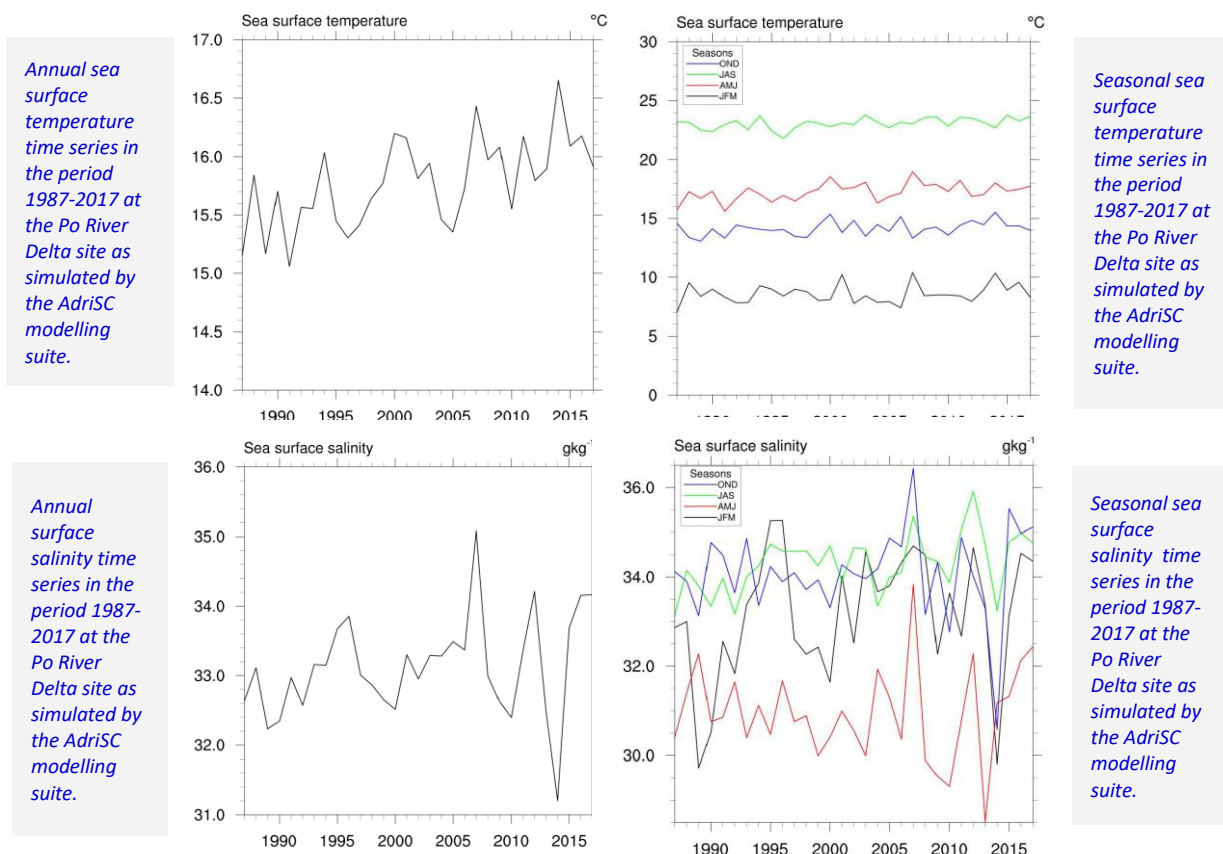 Annual sea
surface
temperature
time series in
the period
1987-2017 at
the Po River
Delta site as
simulated by
the AdriSC
modelling
suite.
Sea surface temperature °C
17.0
16.5
16.0
15.5
15.0
14.5
14.0
1990 1995 2000 2005 2010 2015
Sea surface temperature °C
30
25
20
15
10
5
0
Seasons
OND
JAS
AMJ
JFM
Seasonal sea
surface
temperature
time series in
the period
1987-2017 at
the Po River
Delta site as
simulated by
the AdriSC
modelling
suite.
Annual
surface
salinity time
series in the
period 1987-
2017 at the
Po River
Delta site as
simulated by
the AdriSC
modelling
suite.
Sea surface salinity gkg-1
36.0
35.0
34.0
33.0
32.0
31.0
1990 1995 2000 2005 2010 2015
Sea surface salinity gkg-1
36.0
34.0
32.0
30.0
Seasons
OND
JAS
AMJ
JFM
1990 1995 2000 2005 2010 2015
Seasonal sea
surface
salinity time
series in the
period 1987-
2017 at the
Po River
Delta site as
simulated by
the AdriSC
modelling
suite.